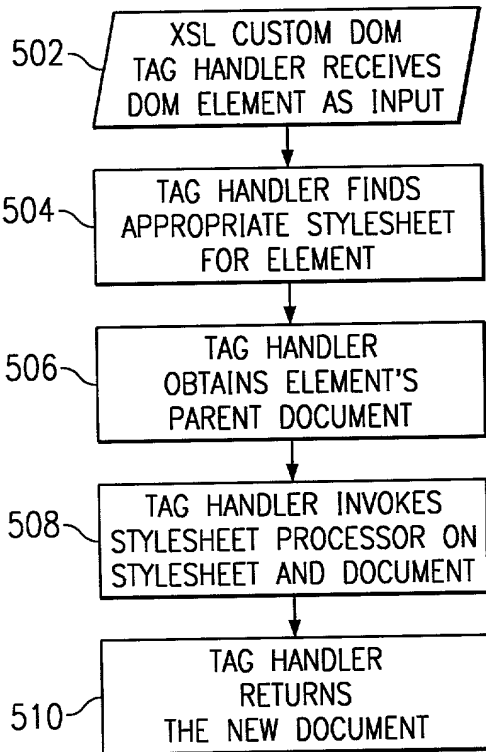 502
XSL CUSTOM DOM
TAG HANDLER RECEIVES
DOM ELEMENT AS INPUT
504
TAG HANDLER FINDS
APPROPRIATE STYLESHEET
FOR ELEMENT
506
TAG HANDLER
OBTAINS ELEMENT'S
PARENT DOCUMENT
508
TAG HANDLER INVOKES
STYLESHEET PROCESSOR ON
STYLESHEET AND DOCUMENT
510
TAG HANDLER
RETURNS
THE NEW DOCUMENT